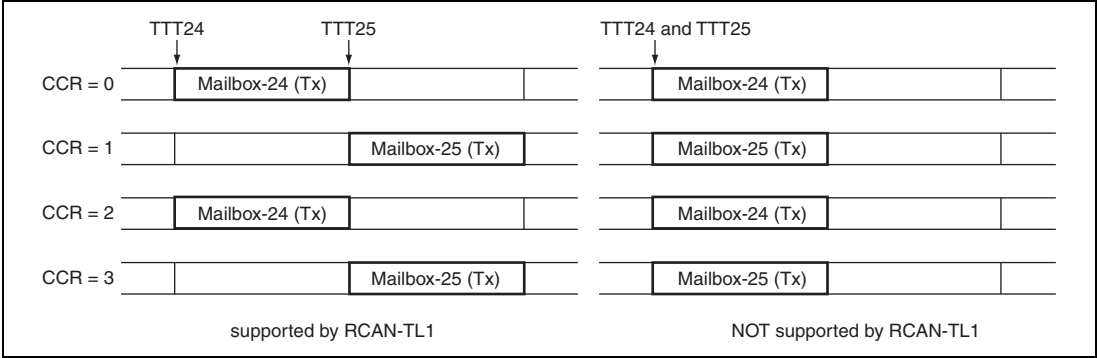 TTT24 TTT25 TTT24 and TTT25
CCR = 0 Mailbox-24 (Tx) Mailbox-24 (Tx)
CCR = 1 Mailbox-25 (Tx) Mailbox-25 (Tx)
CCR = 2 Mailbox-24 (Tx) Mailbox-24 (Tx)
CCR = 3 Mailbox-25 (Tx) Mailbox-25 (Tx)
supported by RCAN-TL1 NOT supported by RCAN-TL1